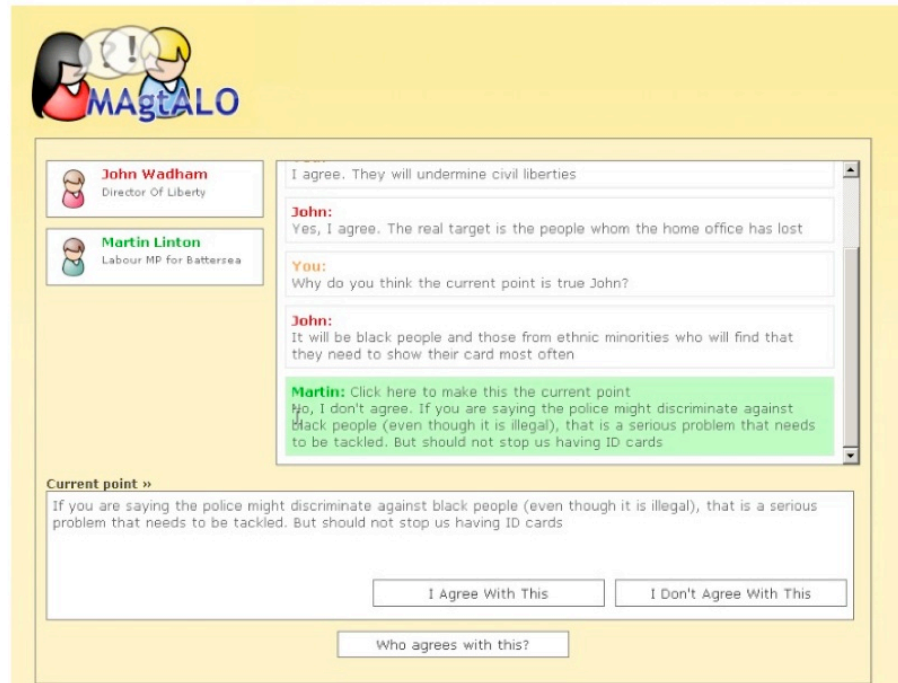 ?!
MAgtALO
John Wadham
Director Of Liberty
Martin Linton
Labour MP for Battersea
I agree. They will undermine civil liberties
John:
Yes, I agree. The real target is the people whom the home office has lost
You:
Why do you think the current point is true John?
John:
It will be black people and those from ethnic minorities who will find that
they need to show their card most often
Martin: Click here to make this the current point
No, I don't agree. If you are saying the police might discriminate against
black people (even though it is illegal), that is a serious problem that needs
to be tackled. But should not stop us having ID cards
Current point »
If you are saying the police might discriminate against black people (even though it is illegal), that is a serious
problem that needs to be tackled. But should not stop us having ID cards
I Agree With This
I Don't Agree With This
Who agrees with this?